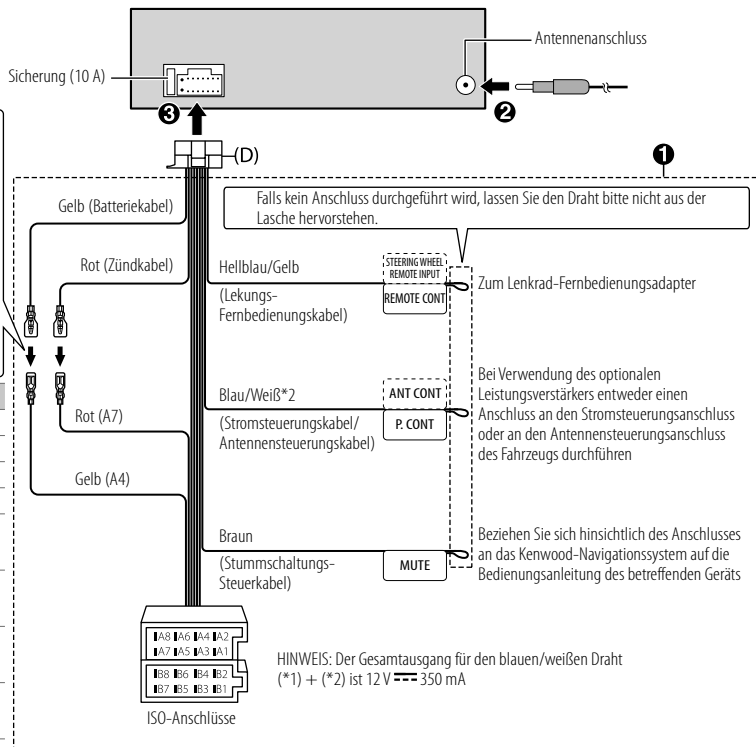 Antennenanschluss
Sicherung (10 A)
❸
❷
(D)
❶
Gelb (Batteriekabel)
Falls kein Anschluss durchgeführt wird, lassen Sie den Draht bitte nicht aus der
Lasche hervorstehen.
Rot (Zündkabel)
Hellblau/Gelb
(Lekungs-
Fernbedienungskabel)
STEERING WHEEL
REMOTE INPUT
REMOTE CONT
Zum Lenkrad-Fernbedienungsadapter
Blau/Weiß*2
(Stromsteuerungskabel/
Antennensteuerungskabel)
ANT CONT
P. CONT
Bei Verwendung des optionalen
Leistungsverstärkers entweder einen
Anschluss an den Stromsteuerungsanschluss
oder an den Antennensteuerungsanschluss
des Fahrzeugs durchführen
Rot (A7)
Gelb (A4)
Braun
(Stummschaltungs-
Steuerkabel)
MUTE
Beziehen Sie sich hinsichtlich des Anschlusses
an das Kenwood-Navigationssystem auf die
Bedienungsanleitung des betreffenden Geräts
A8 A6 A4 A2
A7 A5 A3 A1
B8 B6 B4 B2
B7 B5 B3 B1
ISO-Anschlüsse
HINWEIS: Der Gesamtausgang für den blauen/weißen Draht
(*1) + (*2) ist 12 V ⎓ 350 mA